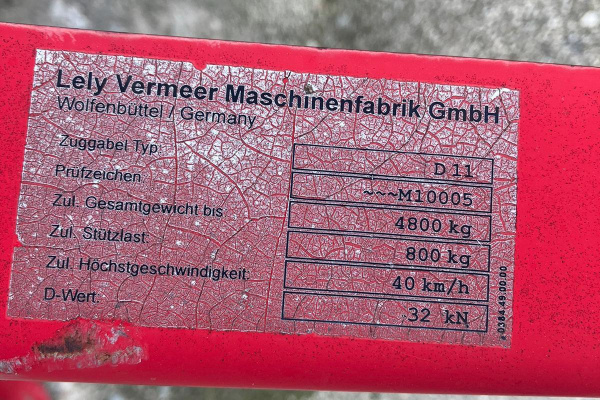 Lely Vermeer Maschinenfabrik GmbH
Wolfenbüttel / Germany
Zuggabel Typ: D 11
Prüfzeichen: ~~~M10005
Zul. Gesamtgewicht bis 4800 kg
Zul. Stützlast: 800 kg
Zul. Höchstgeschwindigkeit: 40 km/h
D-Wert: 32 kN